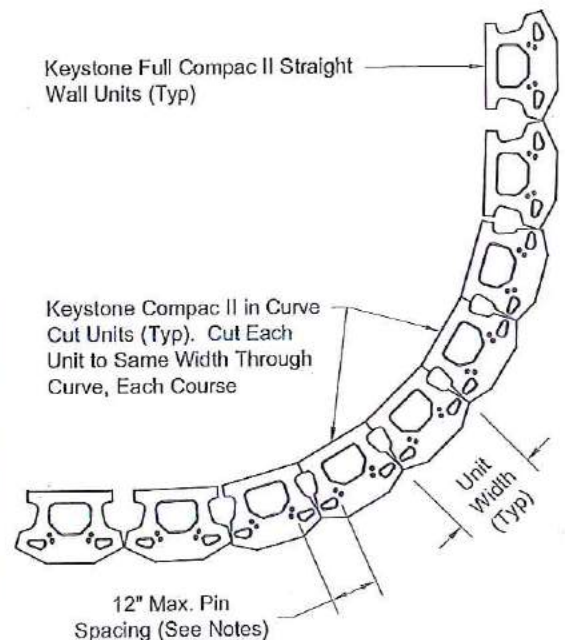 Keystone Full Compac II Straight
Wall Units (Typ)
Keystone Compac II in Curve
Cut Units (Typ). Cut Each
Unit to Same Width Through
Curve, Each Course
Unit
Width
(Typ)
12" Max. Pin
Spacing (See Notes)